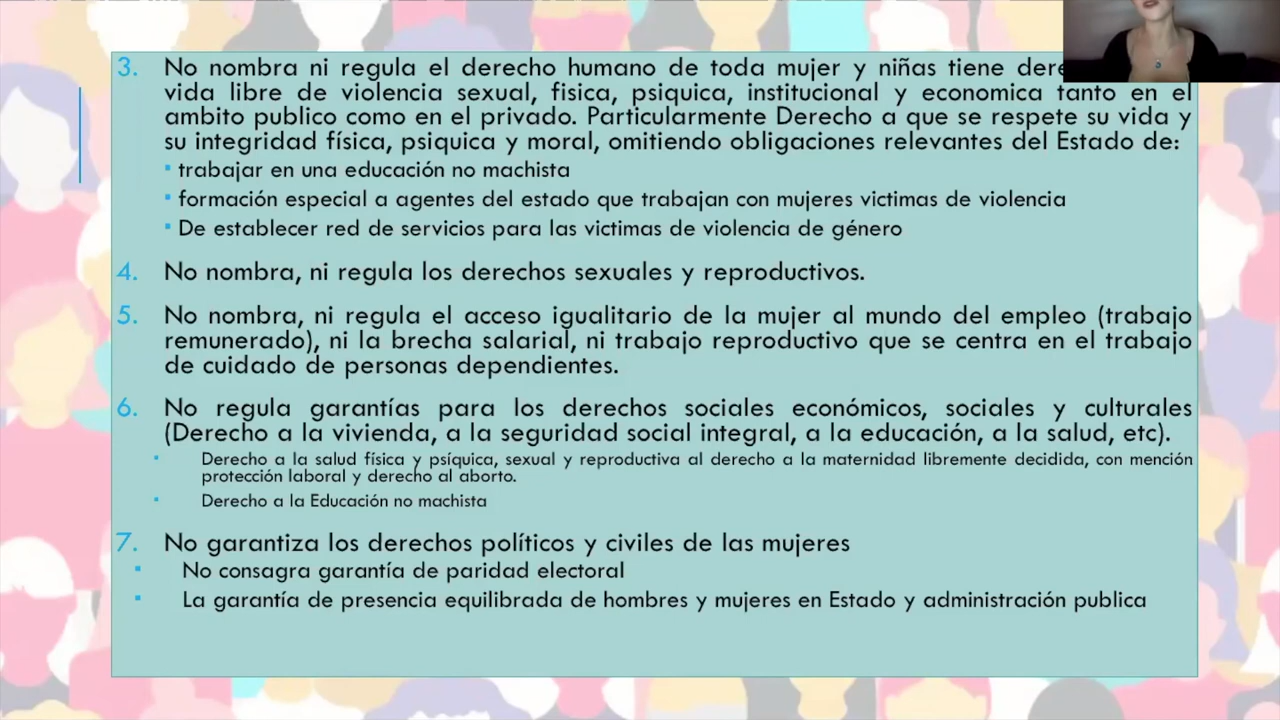 3. No nombra ni regula el derecho humano de toda mujer y niñas tiene
vida libre de violencia sexual, fisica, psiquica, institucional y economica tanto en el
ambito publico como en el privado. Particularmente Derecho a que se respete su vida y
su integridad física, psiquica y moral, omitiendo obligaciones relevantes del Estado de:
▪ trabajar en una educación no machista
▪ formación especial a agentes del estado que trabajan con mujeres victimas de violencia
▪ De establecer red de servicios para las victimas de violencia de género
4. No nombra, ni regula los derechos sexuales y reproductivos.
5. No nombra, ni regula el acceso igualitario de la mujer al mundo del empleo (trabajo
remunerado), ni la brecha salarial, ni trabajo reproductivo que se centra en el trabajo
de cuidado de personas dependientes.
6. No regula garantías para los derechos sociales económicos, sociales y culturales
(Derecho a la vivienda, a la seguridad social integral, a la educación, a la salud, etc).
▪ Derecho a la salud física y psíquica, sexual y reproductiva al derecho a la maternidad libremente decidida, con mención
protección laboral y derecho al aborto.
▪ Derecho a la Educación no machista
7. No garantiza los derechos políticos y civiles de las mujeres
▪ No consagra garantía de paridad electoral
▪ La garantía de presencia equilibrada de hombres y mujeres en Estado y administración publica